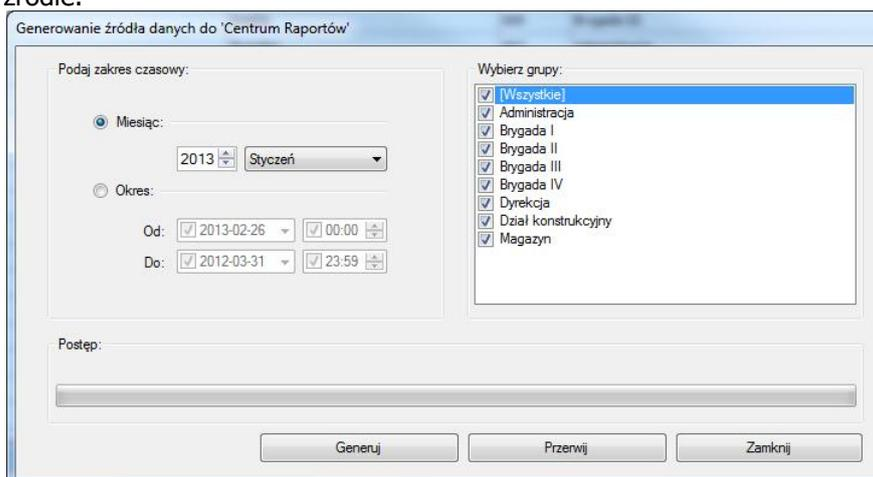 źródle.
Generowanie źródła danych do 'Centrum Raportów'
Podaj zakres czasowy:
Miesiąc:
2013 Styczeń
Okres:
Od: 2013-02-26 00:00
Do: 2012-03-31 23:59
Wybierz grupy:
[Wszystkie]
Administracja
Brygada I
Brygada II
Brygada III
Brygada IV
Dyrekcja
Dział konstrukcyjny
Magazyn
Postęp:
Generuj Przerwij Zamknij